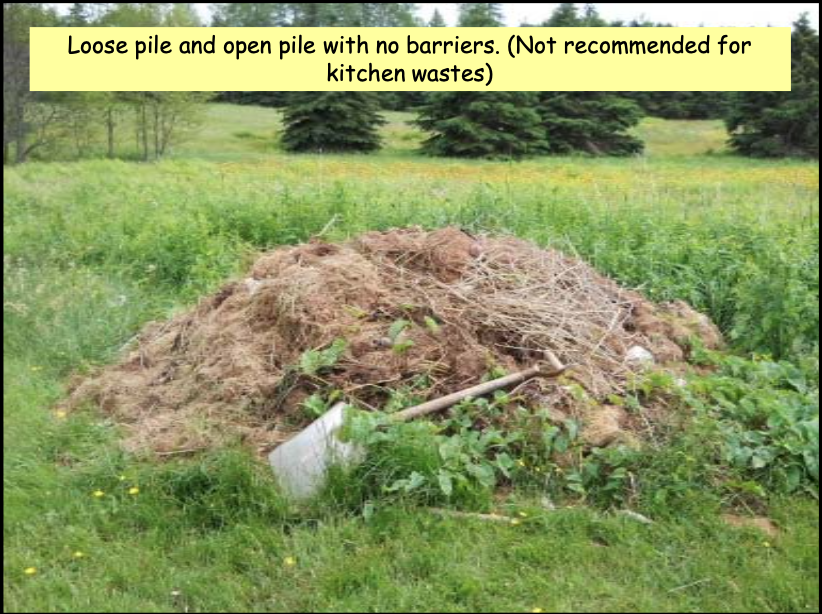 Loose pile and open pile with no barriers. (Not recommended for
kitchen wastes)